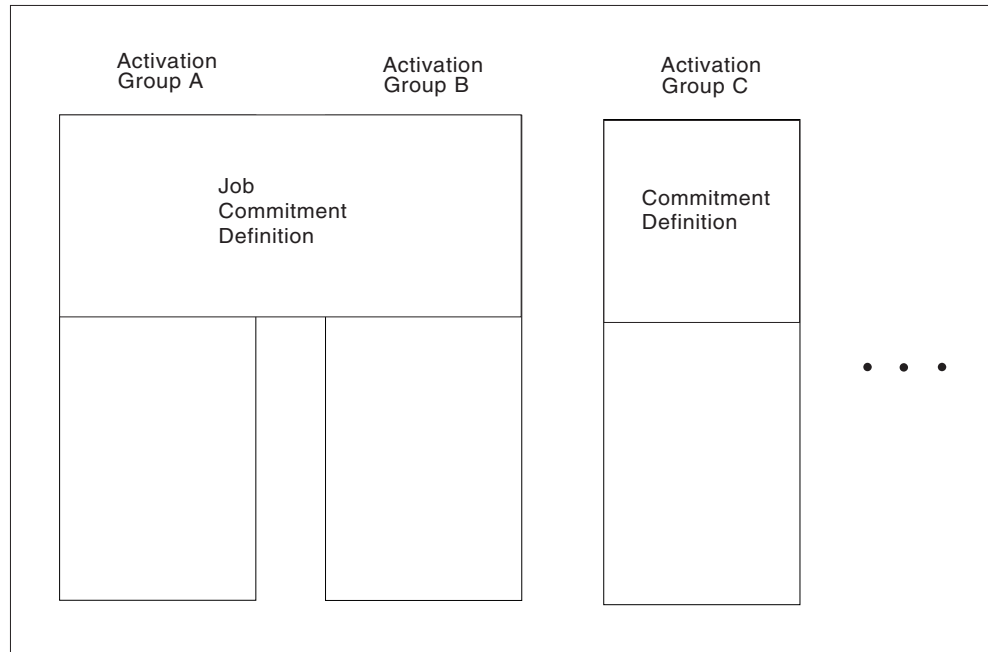 Activation
Group A
Activation
Group B
Activation
Group C
Job
Commitment
Definition
Commitment
Definition